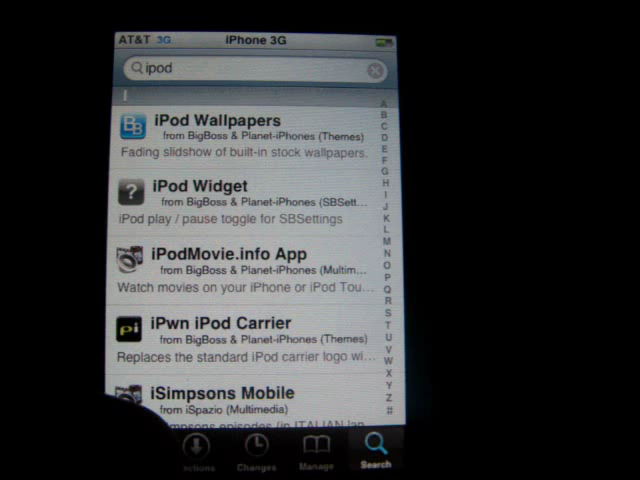 AT&T 3G iPhone 3G
ipod
I
iPod Wallpapers
from BigBoss & Planet-iPhones (Themes)
Fading slidshow of built-in stock wallpapers.
iPod Widget
from BigBoss & Planet-iPhones (SBSett...
iPod play / pause toggle for SBSettings
iPodMovie.info App
from BigBoss & Planet-iPhones (Multim...
Watch movies on your iPhone or iPod Tou...
iPwn iPod Carrier
from BigBoss & Planet-iPhones (Themes)
Replaces the standard iPod carrier logo wi...
iSimpsons Mobile
from iSpazio (Multimedia)
episodes (in ITALIAN lan
A
B
C
D
E
F
G
H
I
J
K
L
M
N
O
P
Q
R
S
T
U
V
W
X
Y
Z
#
BB
?
pi
Changes Manage Search